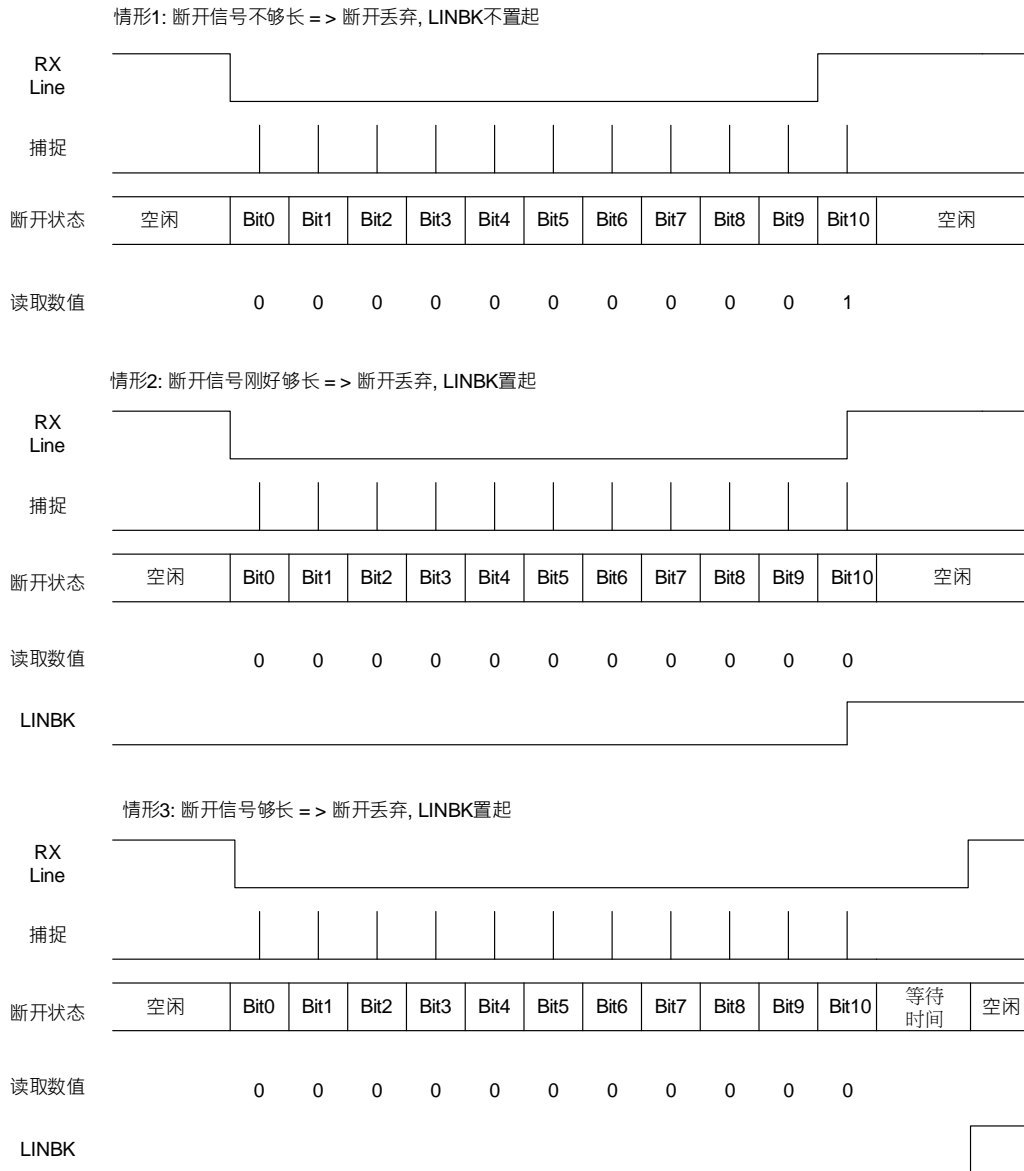 情形1: 断开信号不够长 = > 断开丢弃, LINBK不置起
RX
Line
捕捉
断开状态 空闲 Bit0 Bit1 Bit2 Bit3 Bit4 Bit5 Bit6 Bit7 Bit8 Bit9 Bit10 空闲
读取数值 0 0 0 0 0 0 0 0 0 0 1
情形2: 断开信号刚好够长 = > 断开丢弃, LINBK置起
RX
Line
捕捉
断开状态 空闲 Bit0 Bit1 Bit2 Bit3 Bit4 Bit5 Bit6 Bit7 Bit8 Bit9 Bit10 空闲
读取数值 0 0 0 0 0 0 0 0 0 0 0
LINBK
情形3: 断开信号够长 = > 断开丢弃, LINBK置起
RX
Line
捕捉
断开状态 空闲 Bit0 Bit1 Bit2 Bit3 Bit4 Bit5 Bit6 Bit7 Bit8 Bit9 Bit10 等待时间 空闲
读取数值 0 0 0 0 0 0 0 0 0 0 0
LINBK